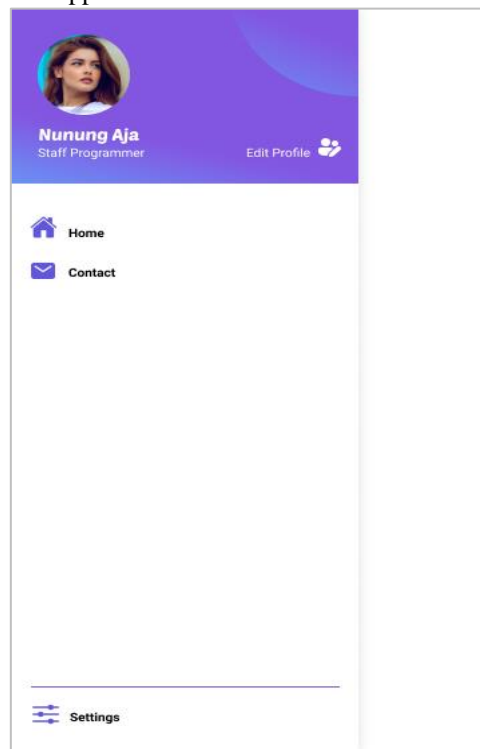 Nunung Aja
Staff Programmer
Edit Profile
Home
Contact
Settings